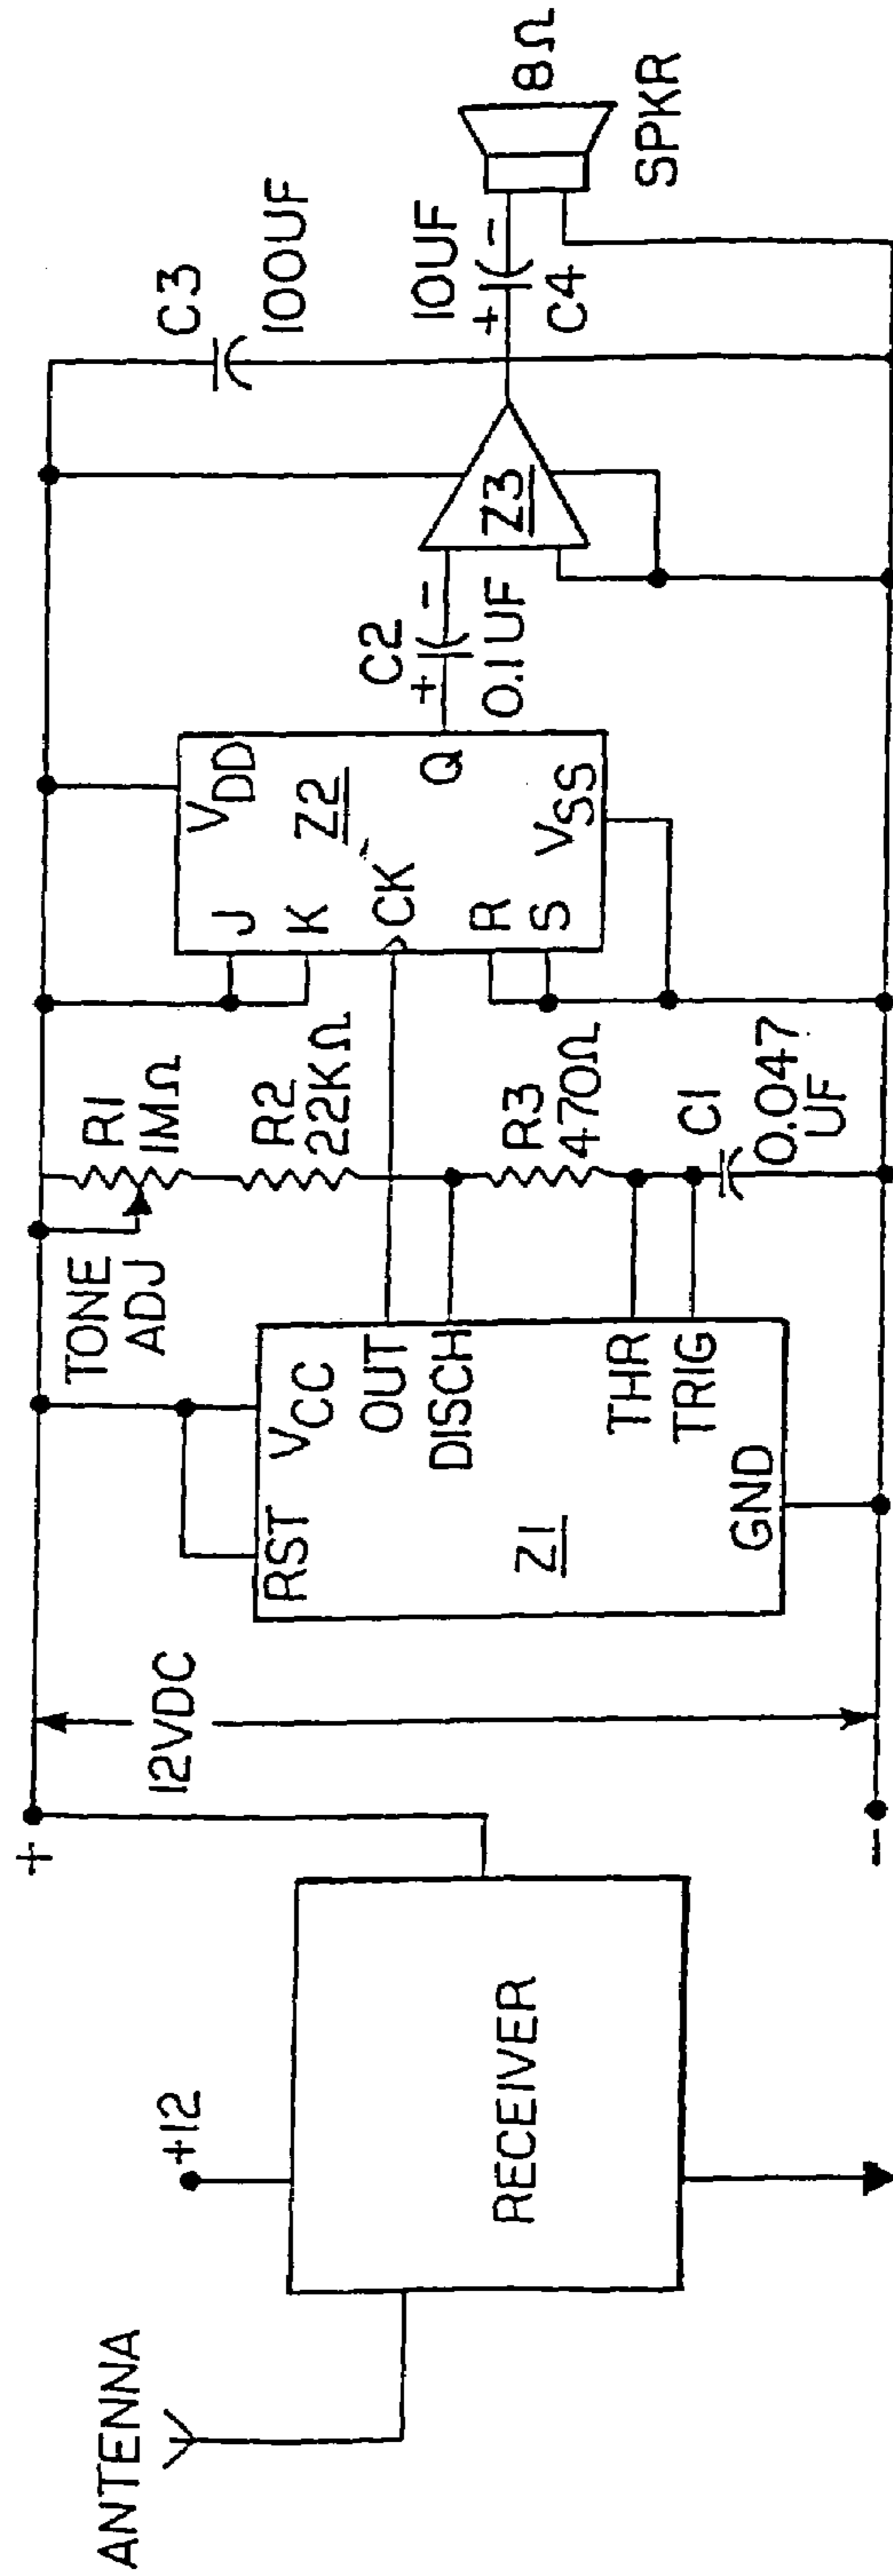 ANTENNA
+12
RECEIVER
+
12VDC
-
RST
VCC
OUT
DISCH
THR
TRIG
GND
Z1
TONE
ADJ
R1
1MΩ
R2
22KΩ
R3
470Ω
C1
0.047
UF
J
K
CK
R
S
VDD
Z2
Q
VSS
C2
+
-
0.1UF
Z3
C3
100UF
10UF
+
-
C4
8Ω
SPKR